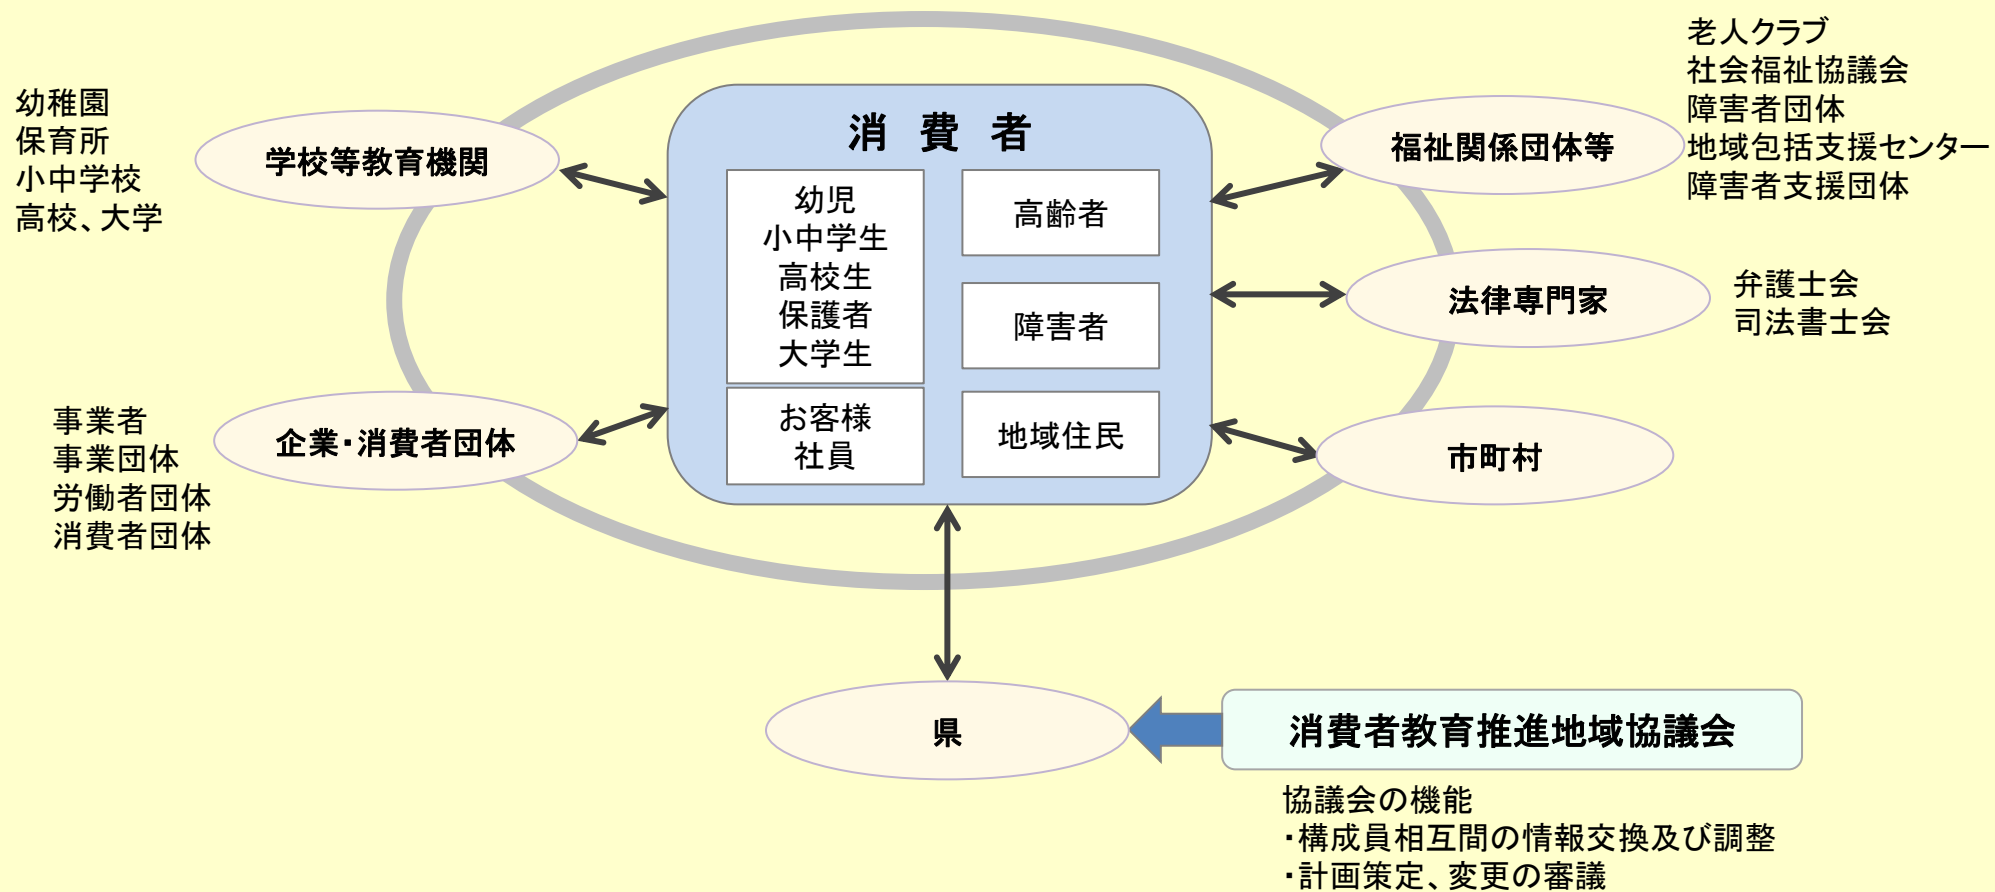 幼稚園
保育所
小中学校
高校、大学
学校等教育機関
事業者
事業団体
労働者団体
消費者団体
企業・消費者団体
消 費 者
幼児
小中学生
高校生
保護者
大学生
お客様
社員
高齢者
障害者
地域住民
福祉関係団体等
老人クラブ
社会福祉協議会
障害者団体
地域包括支援センター
障害者支援団体
法律専門家
弁護士会
司法書士会
市町村
県
消費者教育推進地域協議会
協議会の機能
・構成員相互間の情報交換及び調整
・計画策定、変更の審議